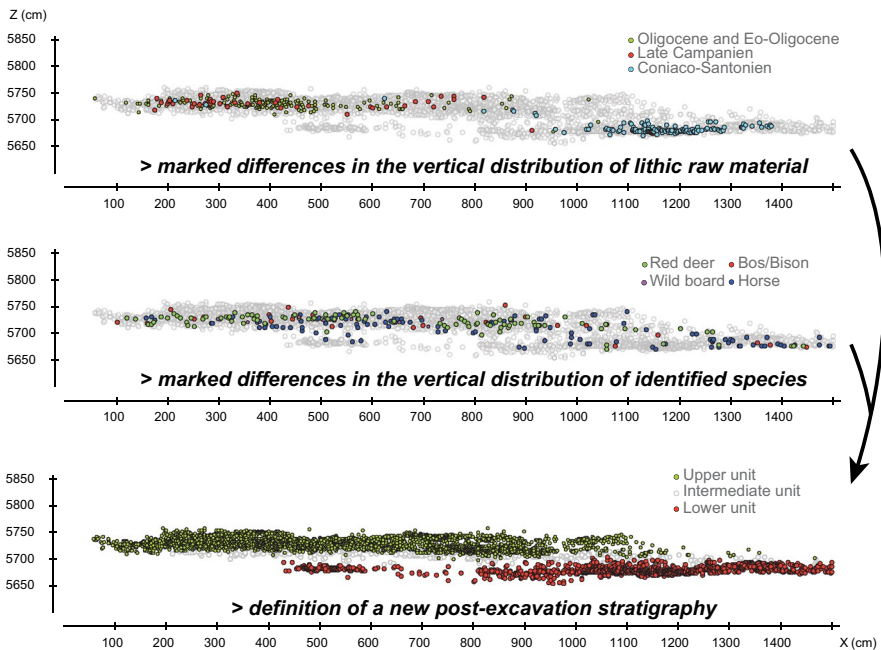 Z (cm)
5850
5800
5750
5700
5650
Oligocene and Eo-Oligocene
Late Campanien
Coniaco-Santonien
> marked differences in the vertical distribution of lithic raw material
100 200 300 400 500 600 700 800 900 1000 1100 1200 1300 1400
5850
5800
5750
5700
5650
Red deer Bos/Bison
Wild board Horse
> marked differences in the vertical distribution of identified species
100 200 300 400 500 600 700 800 900 1000 1100 1200 1300 1400
5850
5800
5750
5700
5650
Upper unit
Intermediate unit
Lower unit
> definition of a new post-excavation stratigraphy
100 200 300 400 500 600 700 800 900 1000 1100 1200 1300 1400 X (cm)